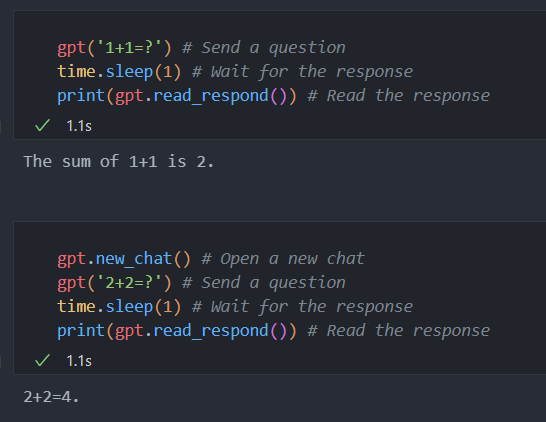 gpt('1+1=?') # Send a question
time.sleep(1) # Wait for the response
print(gpt.read_respond()) # Read the response
1.1s
The sum of 1+1 is 2.
gpt.new_chat() # Open a new chat
gpt('2+2=?') # Send a question
time.sleep(1) # Wait for the response
print(gpt.read_respond()) # Read the response
1.1s
2+2=4.